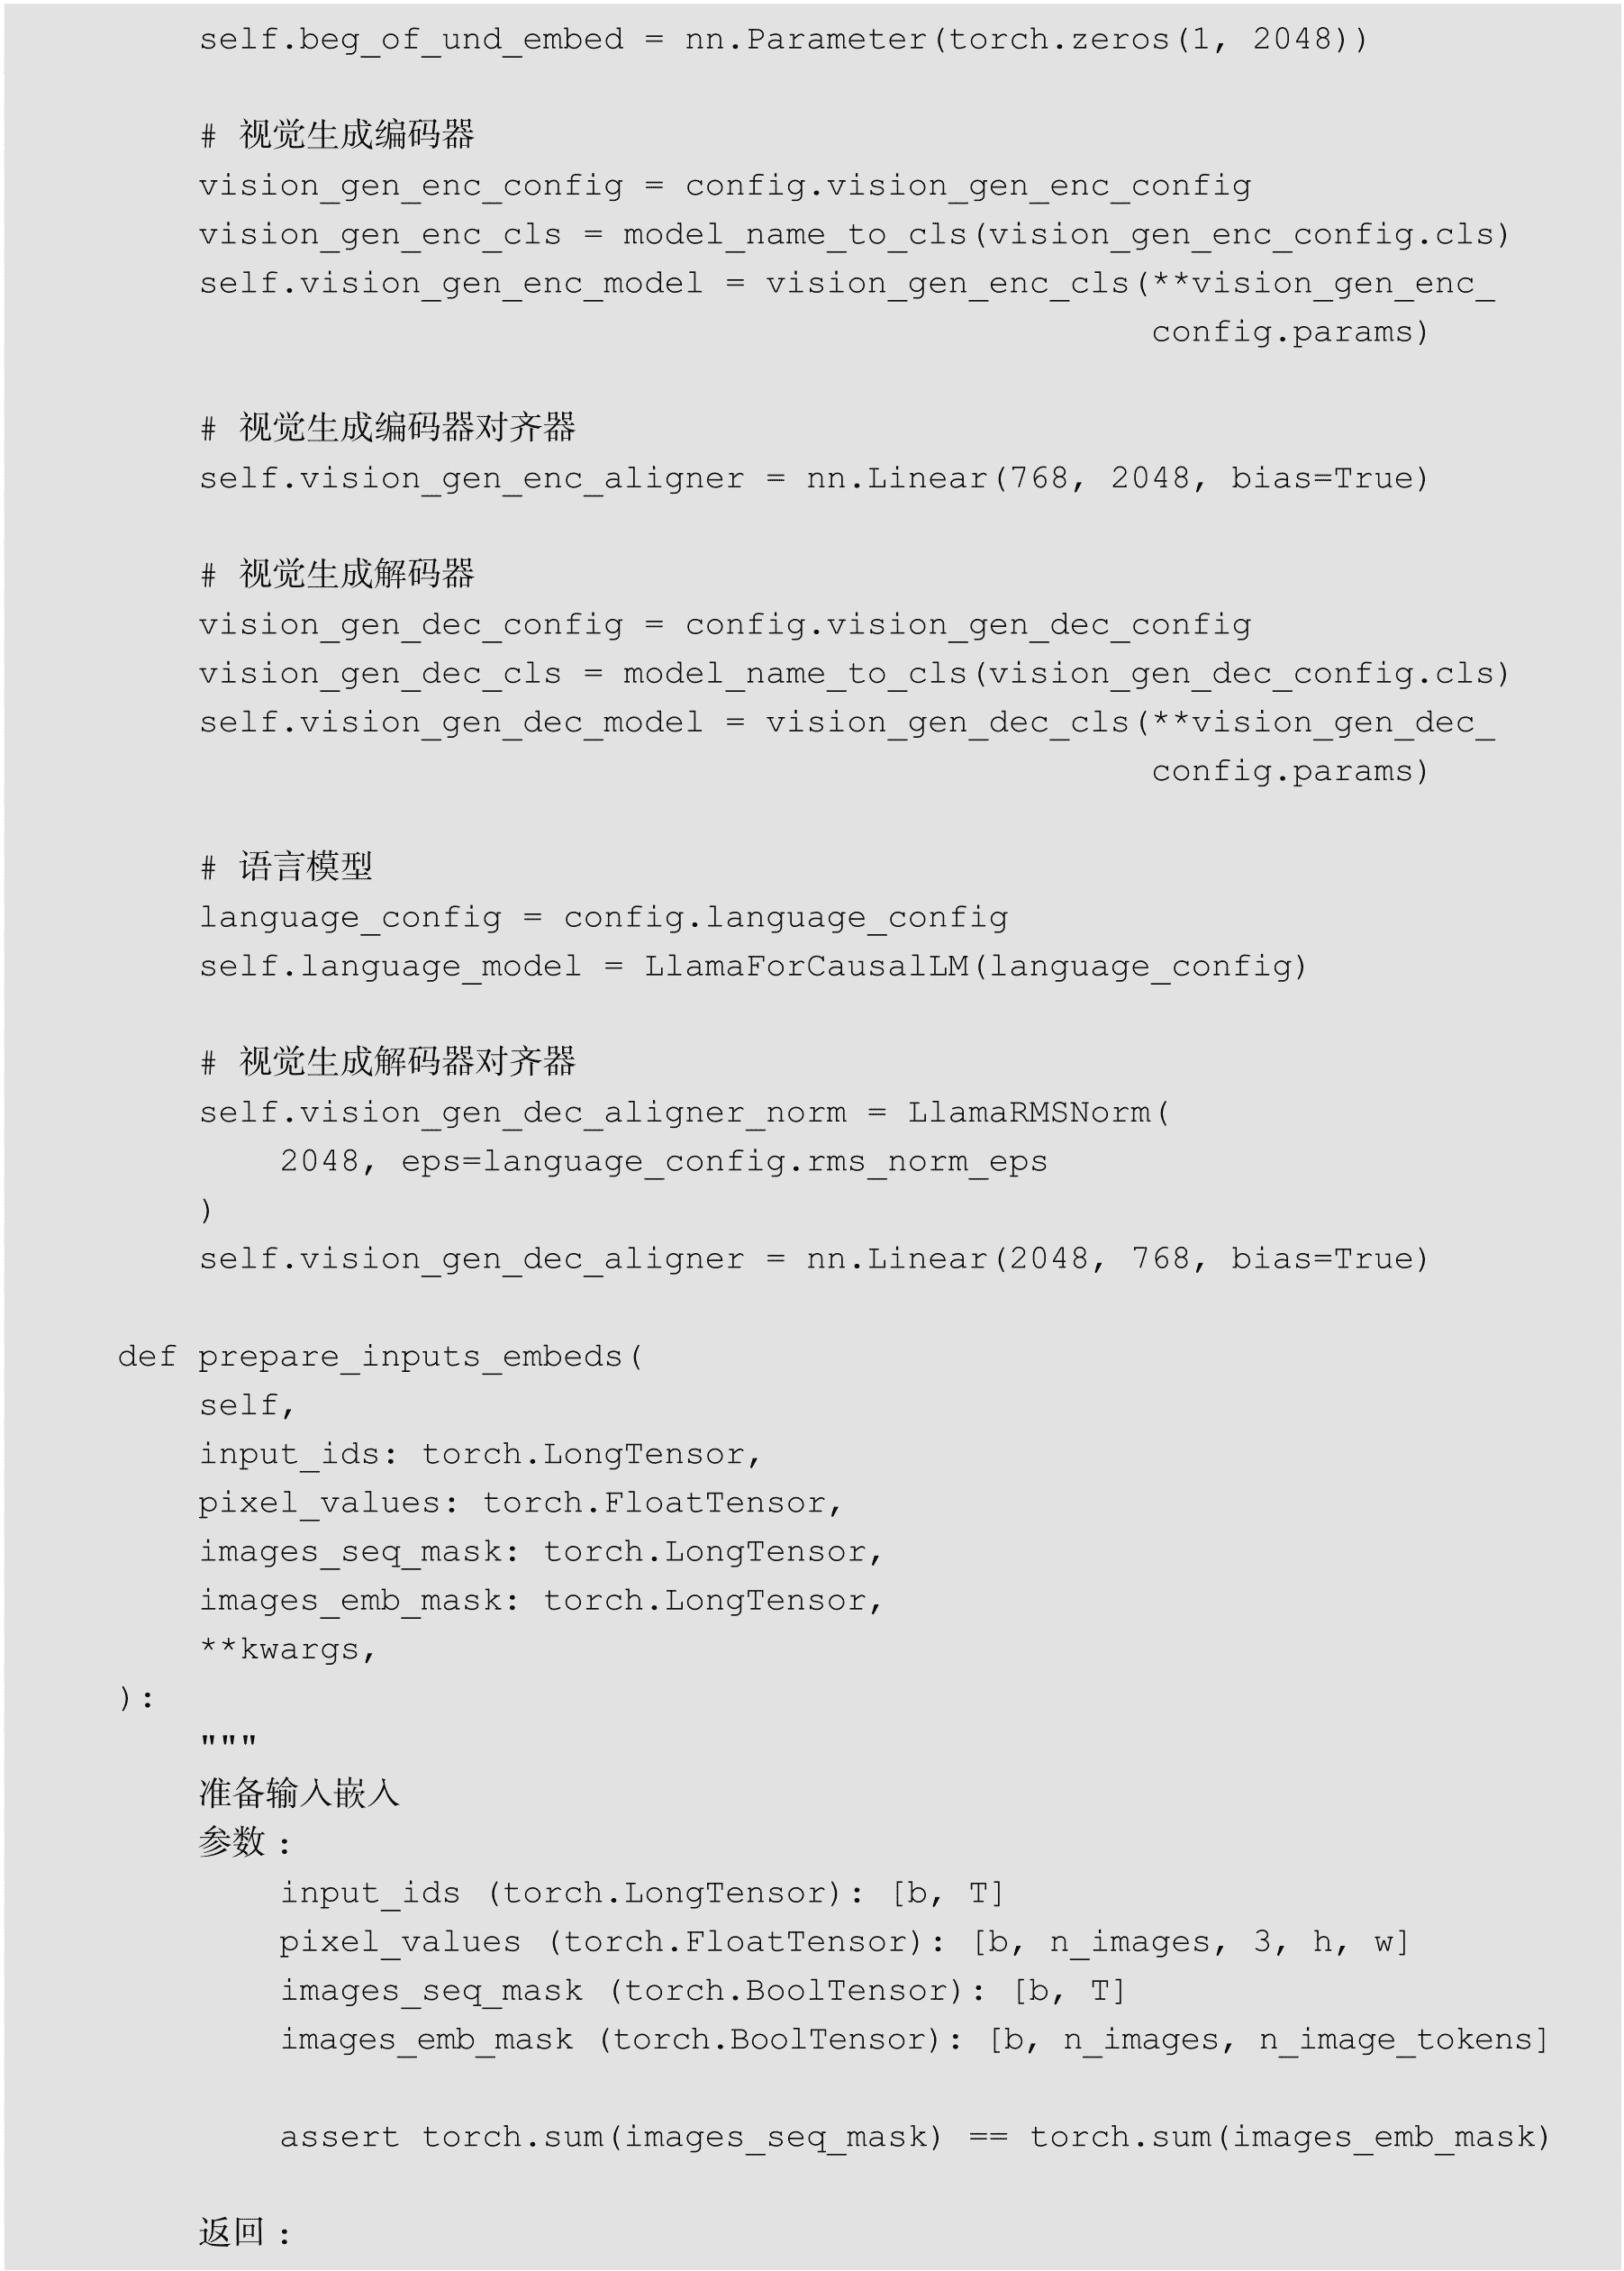 self.beg_of_und_embed = nn.Parameter(torch.zeros(1, 2048))
# 视觉生成编码器
vision_gen_enc_config = config.vision_gen_enc_config
vision_gen_enc_cls = model_name_to_cls(vision_gen_enc_config.cls)
self.vision_gen_enc_model = vision_gen_enc_cls(**vision_gen_enc_
config.params)
# 视觉生成编码器对齐器
self.vision_gen_enc_aligner = nn.Linear(768, 2048, bias=True)
# 视觉生成解码器
vision_gen_dec_config = config.vision_gen_dec_config
vision_gen_dec_cls = model_name_to_cls(vision_gen_dec_config.cls)
self.vision_gen_dec_model = vision_gen_dec_cls(**vision_gen_dec_
config.params)
# 语言模型
language_config = config.language_config
self.language_model = LlamaForCausalLM(language_config)
# 视觉生成解码器对齐器
self.vision_gen_dec_aligner_norm = LlamaRMSNorm(
2048, eps=language_config.rms_norm_eps
)
self.vision_gen_dec_aligner = nn.Linear(2048, 768, bias=True)
def prepare_inputs_embeds(
self,
input_ids: torch.LongTensor,
pixel_values: torch.FloatTensor,
images_seq_mask: torch.LongTensor,
images_emb_mask: torch.LongTensor,
**kwargs,
):
"""
准备输入嵌入
参数：
input_ids (torch.LongTensor): [b, T]
pixel_values (torch.FloatTensor): [b, n_images, 3, h, w]
images_seq_mask (torch.BoolTensor): [b, T]
images_emb_mask (torch.BoolTensor): [b, n_images, n_image_tokens]
assert torch.sum(images_seq_mask) == torch.sum(images_emb_mask)
返回：